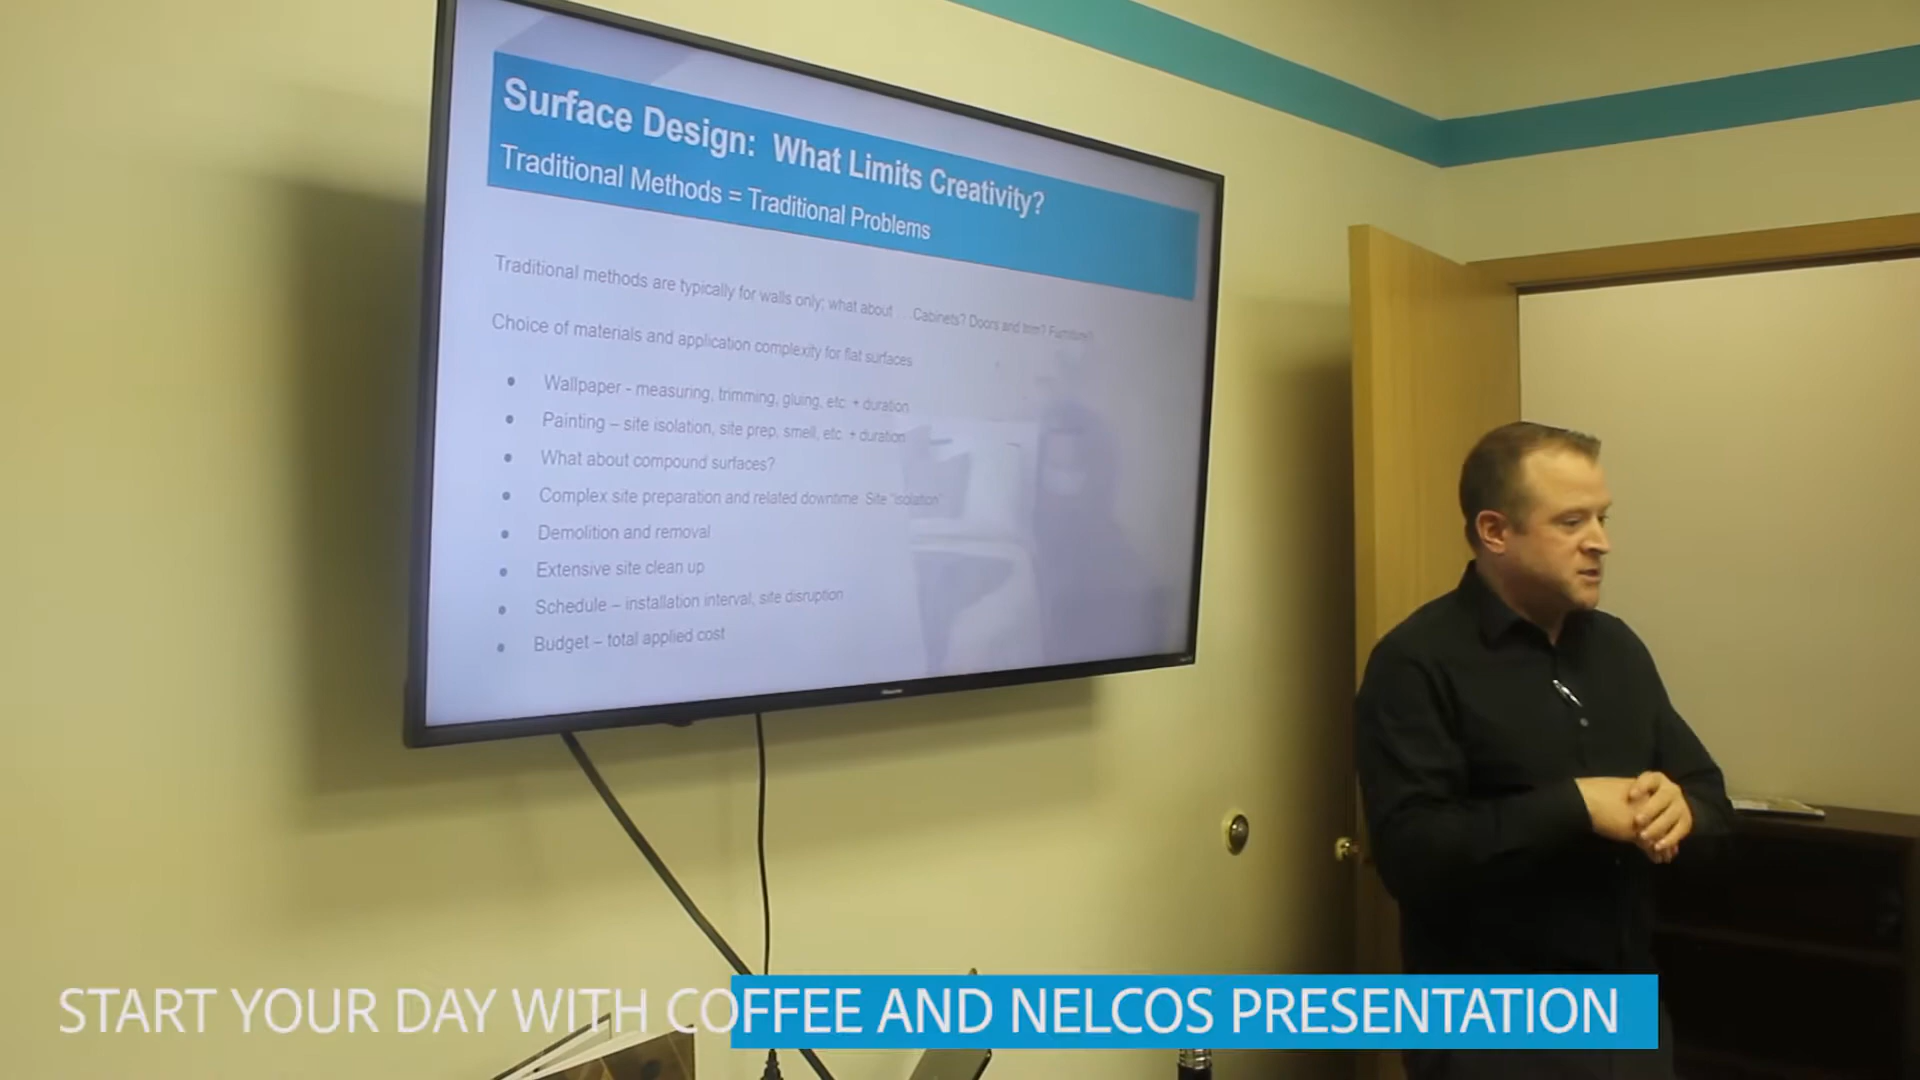 Surface Design: What Limits Creativity?
Traditional Methods = Traditional Problems
Traditional methods are typically for walls only; what about ... Cabinets? Doors and trim? Furniture?
Choice of materials and application complexity for flat surfaces
• Wallpaper - measuring, trimming, gluing, etc. + duration
• Painting – site isolation, site prep, smell, etc. + duration
• What about compound surfaces?
• Complex site preparation and related downtime. Site "isolation"
• Demolition and removal
• Extensive site clean up
• Schedule – installation interval, site disruption
• Budget – total applied cost
START YOUR DAY WITH COFFEE AND NELCOS PRESENTATION